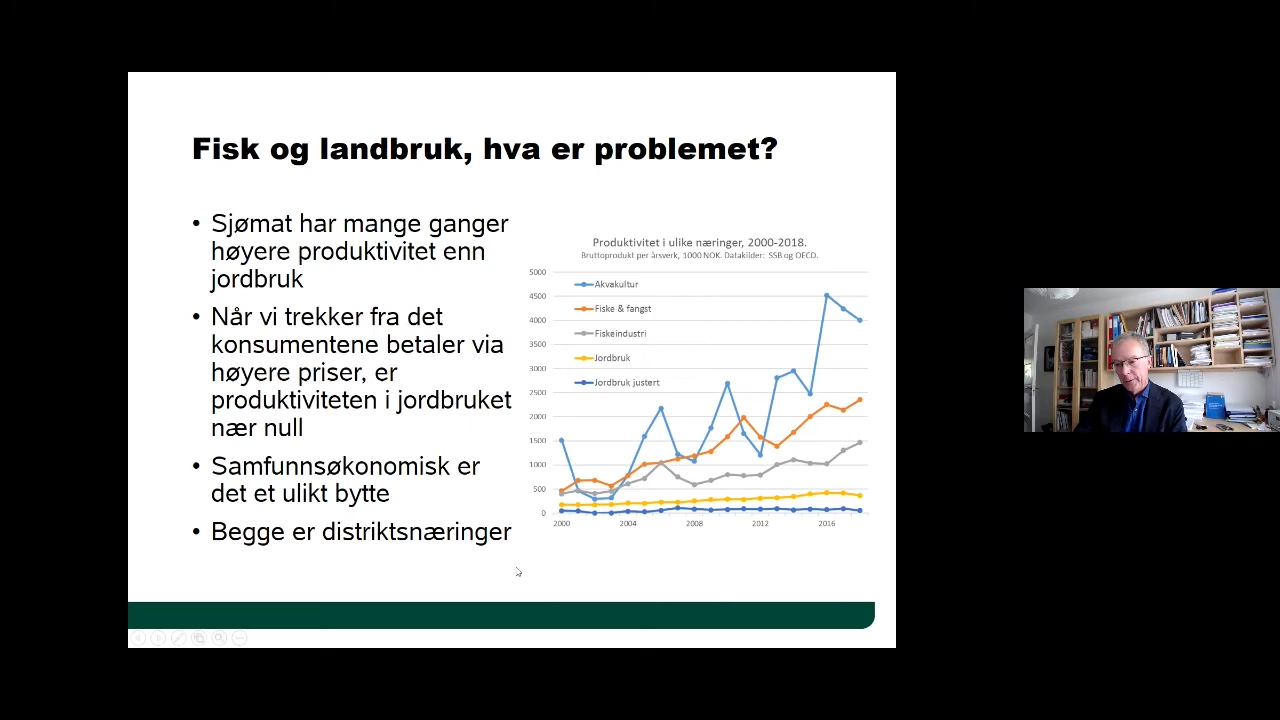 Fisk og landbruk, hva er problemet?
• Sjømat har mange ganger
høyere produktivitet enn
jordbruk
• Når vi trekker fra det
konsumentene betaler via
høyere priser, er
produktiviteten i jordbruket
nær null
• Samfunnsøkonomisk er
det et ulikt bytte
• Begge er distriktsnæringer
Produktivitet i ulike næringer, 2000-2018.
Bruttoprodukt per årsverk, 1000 NOK. Datakilder: SSB og OECD.
5000
4500
4000
3500
3000
2500
2000
1500
1000
500
0
Akvakultur
Fiske & fangst
Fiskeindustri
Jordbruk
Jordbruk justert
2000 2004 2008 2012 2016